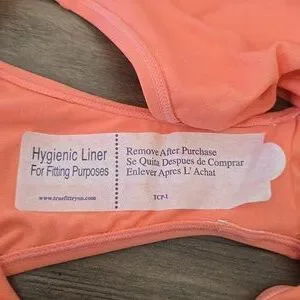 Hygienic Liner
For Fitting Purposes
www.truefittryon.com
Remove After Purchase
Se Quita Despues de Comprar
Enlever Apres L' Achat
TCP-1